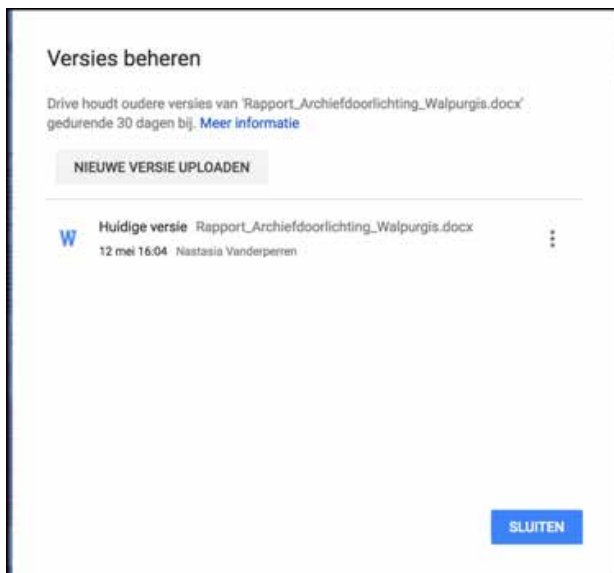 Versies beheren
Drive houdt oudere versies van 'Rapport_Archiefdoorlichting_Walpurgis.docx'
gedurende 30 dagen bij. Meer informatie
NIEUWE VERSIE UPLOADEN
W Huidige versie Rapport_Archiefdoorlichting_Walpurgis.docx
12 mei 16:04 Nastasia Vanderperren
SLUITEN